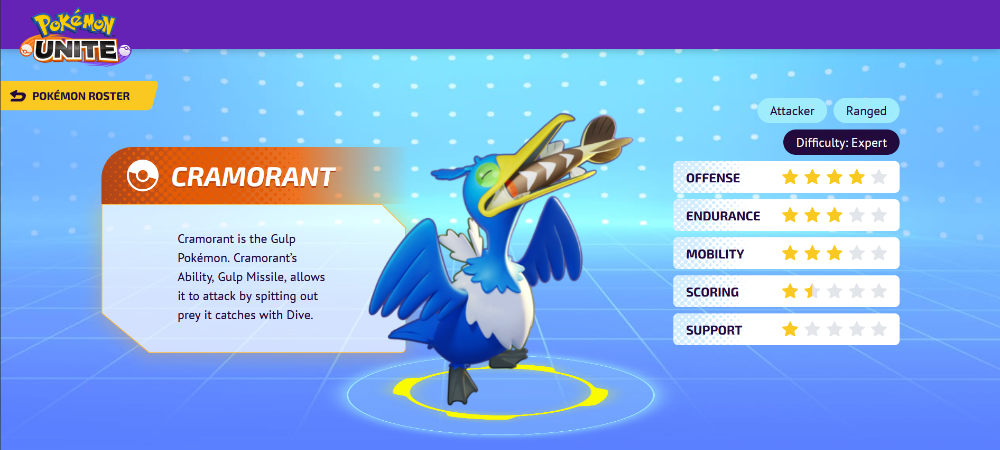 POKéMON
UNITE
POKÉMON ROSTER
Attacker
Ranged
Difficulty: Expert
CRAMORANT
Cramorant is the Gulp
Pokémon. Cramorant's
Ability, Gulp Missile, allows
it to attack by spitting out
prey it catches with Dive.
OFFENSE
ENDURANCE
MOBILITY
SCORING
SUPPORT